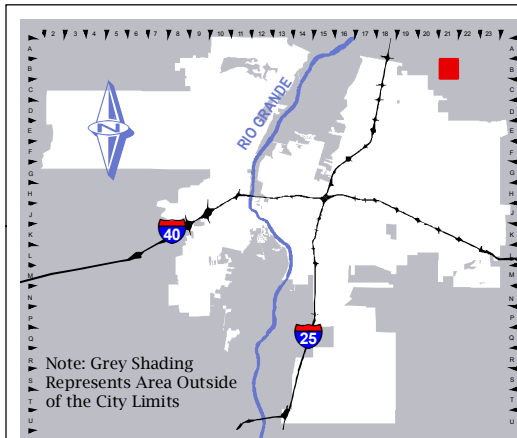 2 3 4 5 6 7 8 9 10 11 12 13 14 15 16 17 18 19 20 21 22 23
A
B
C
D
E
F
G
H
J
K
L
M
N
P
Q
R
S
T
U
N
RIO GRANDE
40
25
Note: Grey Shading
Represents Area Outside
of the City Limits
A
B
C
D
E
F
G
H
J
K
L
M
N
P
Q
R
S
T
U